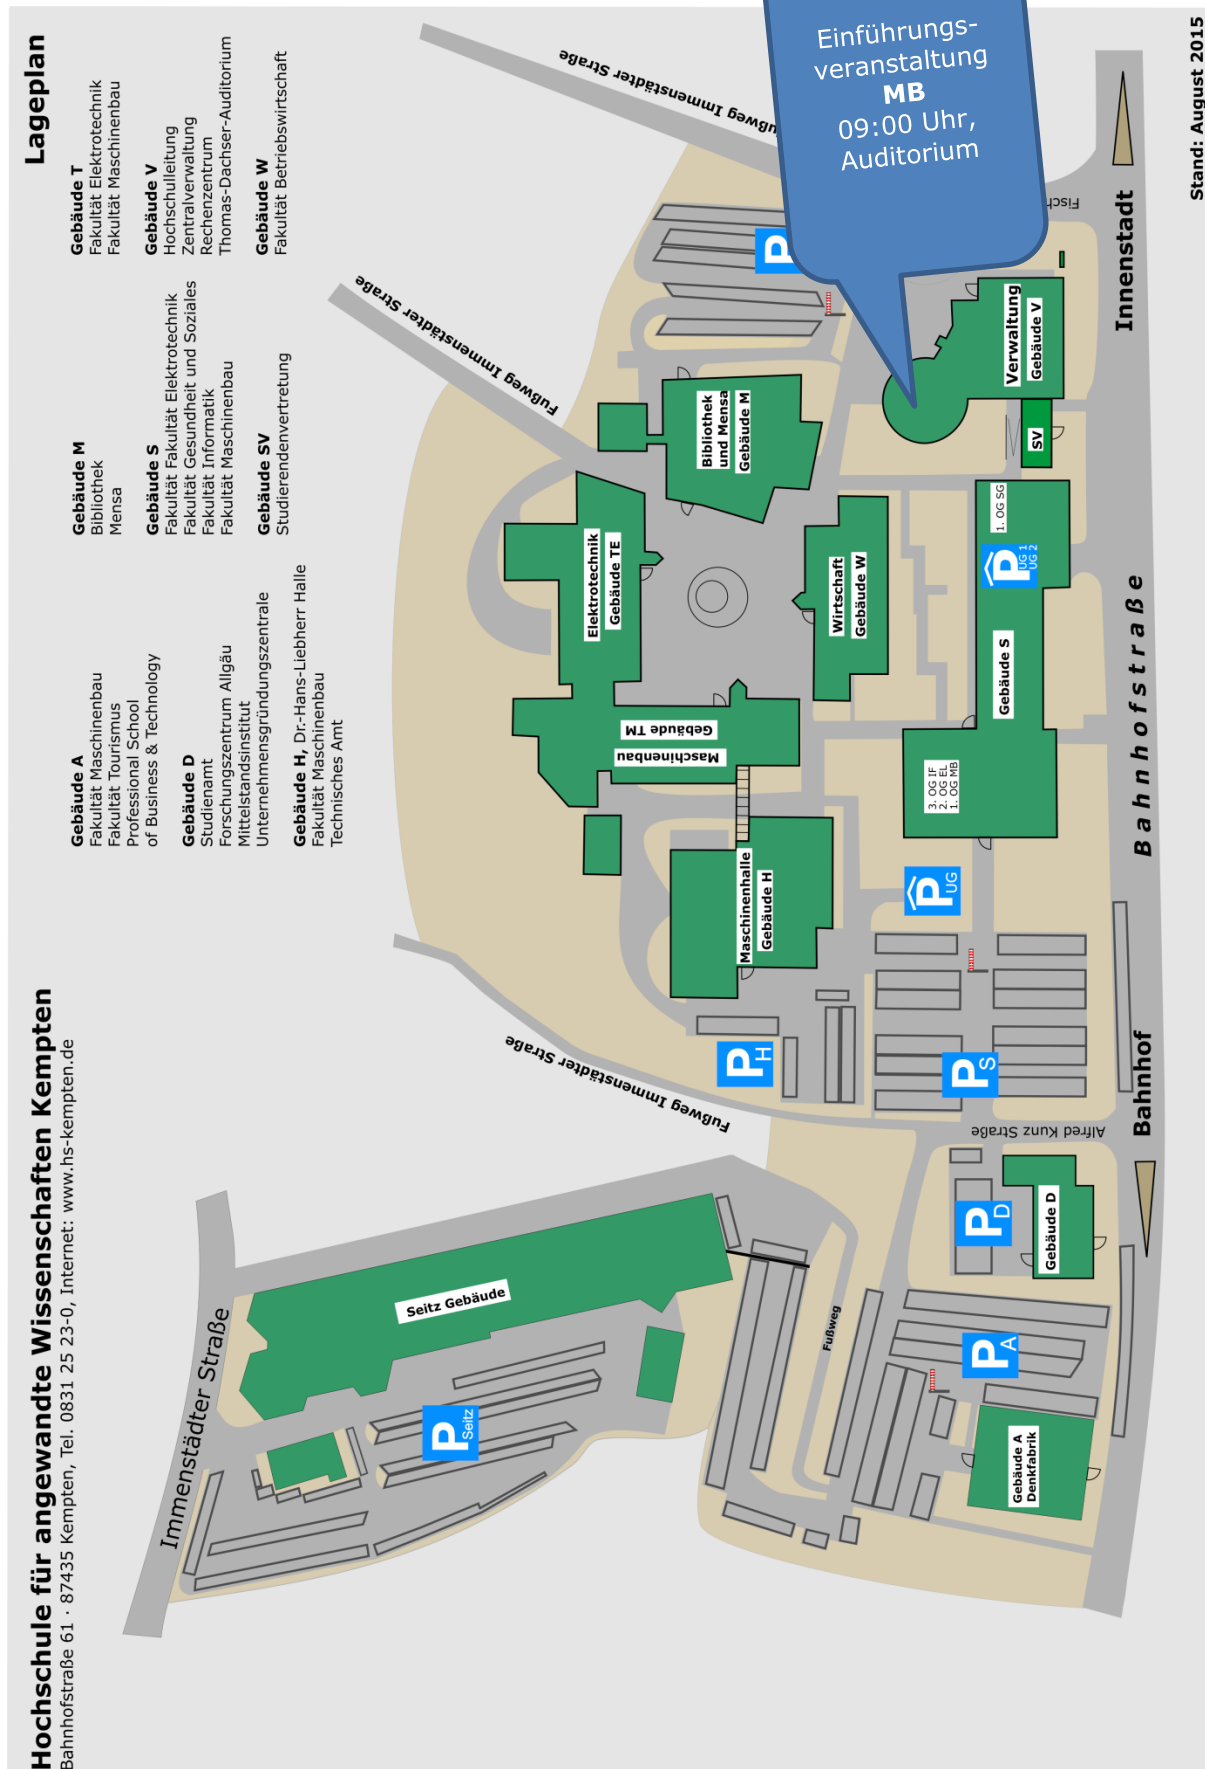 Hochschule für angewandte Wissenschaften Kempten
Bahnhofstraße 61 · 87435 Kempten, Tel. 0831 25 23-0, Internet: www.hs-kempten.de
Lageplan
Gebäude A
Fakultät Maschinenbau
Fakultät Tourismus
Professional School
of Business & Technology
Gebäude D
Studienamt
Forschungszentrum Allgäu
Mittelstandsinstitut
Unternehmensgründungszentrale
Gebäude H, Dr.-Hans-Liebherr Halle
Fakultät Maschinenbau
Technisches Amt
Gebäude M
Bibliothek
Mensa
Gebäude S
Fakultät Fakultät Elektrotechnik
Fakultät Gesundheit und Soziales
Fakultät Informatik
Fakultät Maschinenbau
Gebäude SV
Studierendenvertretung
Gebäude T
Fakultät Elektrotechnik
Fakultät Maschinenbau
Gebäude V
Hochschulleitung
Zentralverwaltung
Rechenzentrum
Thomas-Dachser-Auditorium
Gebäude W
Fakultät Betriebswirtschaft
Einführungs-
veranstaltung
MB
09:00 Uhr,
Auditorium
Immenstädter Straße
Seitz Gebäude
P Seitz
Fußweg Immenstädter Straße
Fußweg Immenstädter Straße
Fußweg Immenstädter Straße
Maschinenbau
Gebäude TM
Elektrotechnik
Gebäude TE
Bibliothek
und Mensa
Gebäude M
P
Maschinenhalle
Gebäude H
P H
Wirtschaft
Gebäude W
Verwaltung
Gebäude V
SV
Fisch
Fußweg
P A
Gebäude A
Denkfabrik
P D
Gebäude D
Alfred Kunz Straße
P S
P UG
3. OG IF
2. OG EL
1. OG MB
Gebäude S
P UG 1
UG 2
1. OG SG
Bahnhof
Bahnhofstraße
Innenstadt
Stand: August 2015